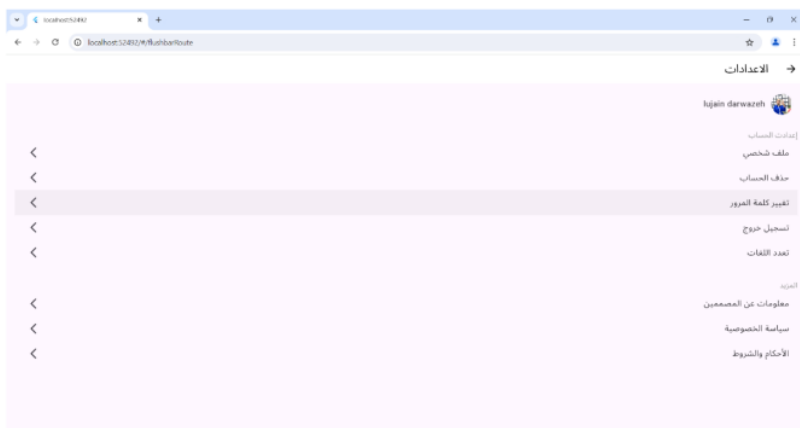 localhost:52492
localhost:52492/#/flushbarRoute
الاعدادات
lujain darwazeh
إعدادت الحساب
ملف شخصي
حذف الحساب
تغيير كلمة المرور
تسجيل خروج
تعدد اللغات
المزيد
معلومات عن المصممين
سياسة الخصوصية
الأحكام والشروط